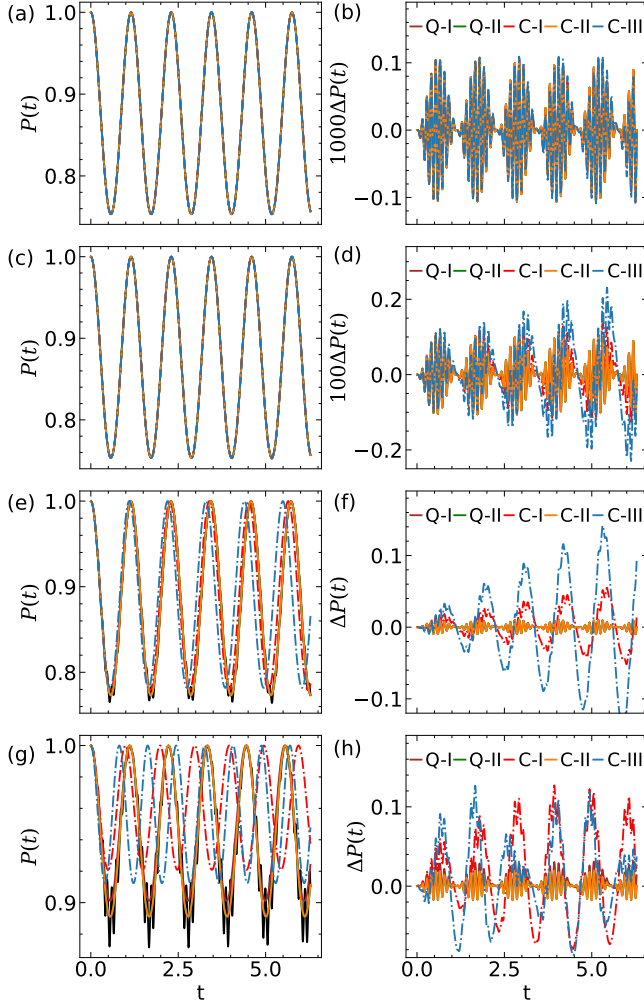 (a)
1.0
0.9
0.8
P(t)
(b)
Q-I Q-II C-I C-II C-III
0.1
0.0
−0.1
1000ΔP(t)
(c)
1.0
0.9
0.8
P(t)
(d)
Q-I Q-II C-I C-II C-III
0.2
0.0
−0.2
100ΔP(t)
(e)
1.0
0.9
0.8
P(t)
(f)
Q-I Q-II C-I C-II C-III
0.1
0.0
−0.1
ΔP(t)
(g)
1.0
0.9
P(t)
0.0 2.5 5.0
t
(h)
Q-I Q-II C-I C-II C-III
0.1
0.0
ΔP(t)
0.0 2.5 5.0
t